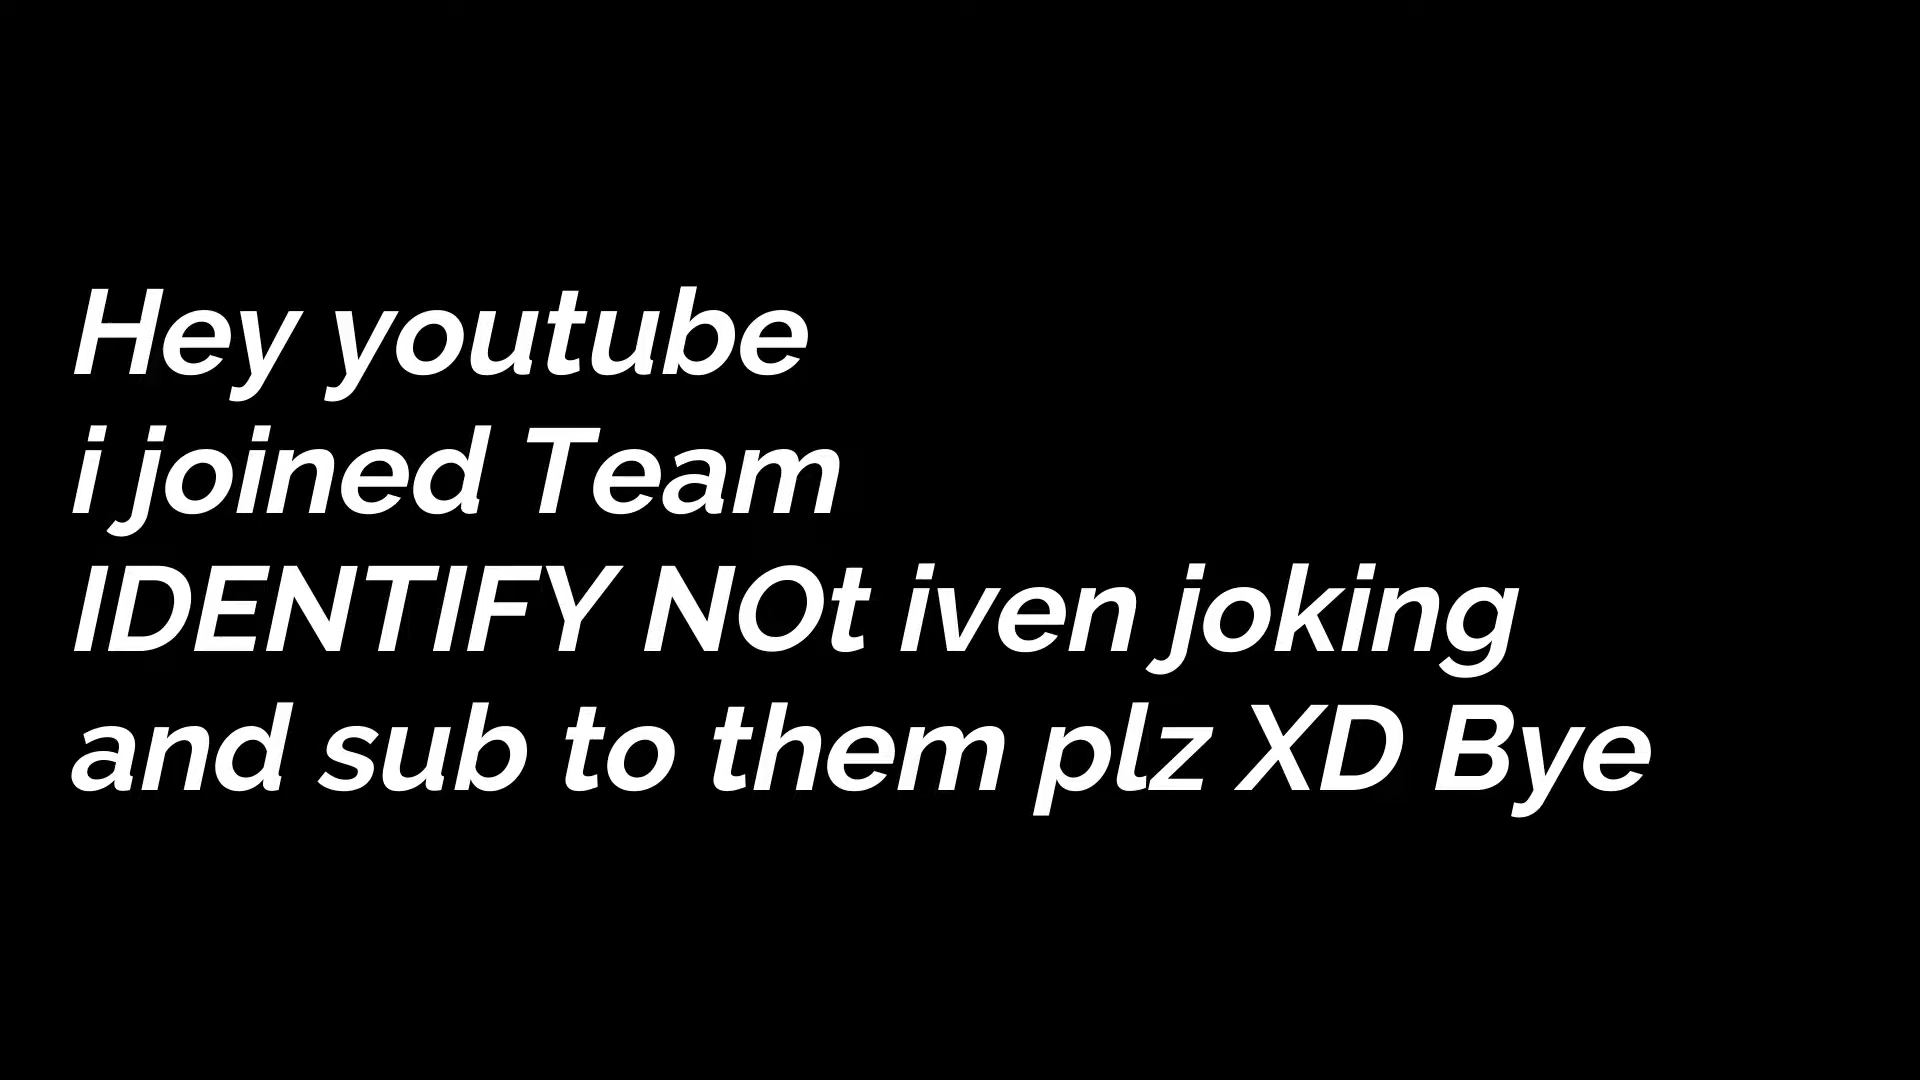 Hey youtube
i joined Team
IDENTIFY NOt iven joking
and sub to them plz XD Bye